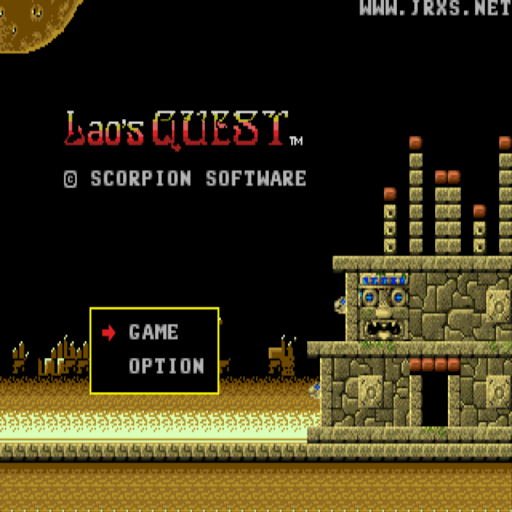 WWW.JRXS.NET
Lao's QUEST™
© SCORPION SOFTWARE
GAME
OPTION